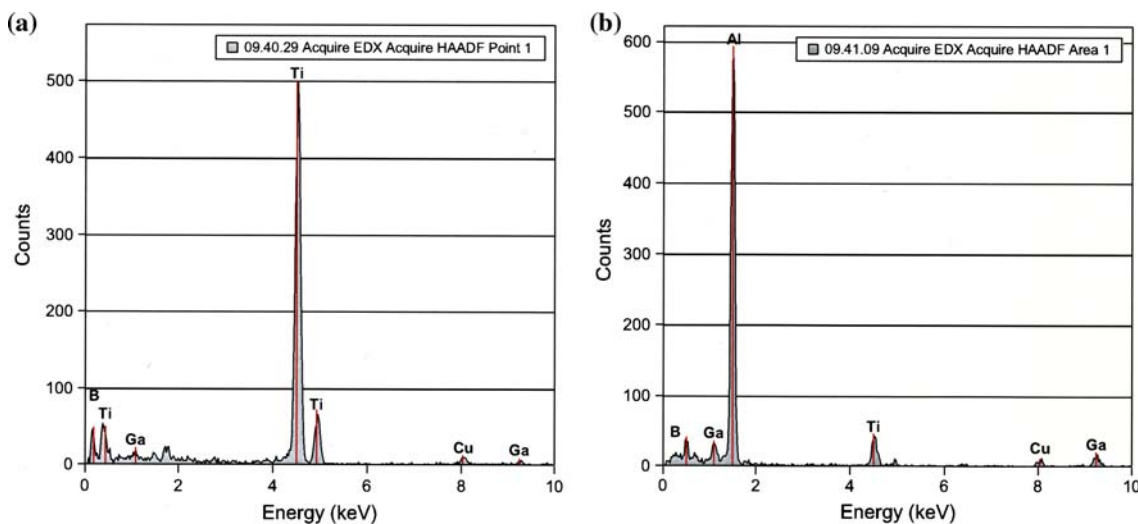 (a)
09.40.29 Acquire EDX Acquire HAADF Point 1
Counts
500
400
300
200
100
0
B
Ti
Ga
Ti
Ti
Cu
Ga
0 2 4 6 8 10
Energy (keV)
(b)
09.41.09 Acquire EDX Acquire HAADF Area 1
Counts
600
500
400
300
200
100
0
B
Ga
Al
Ti
Cu
Ga
0 2 4 6 8 10
Energy (keV)